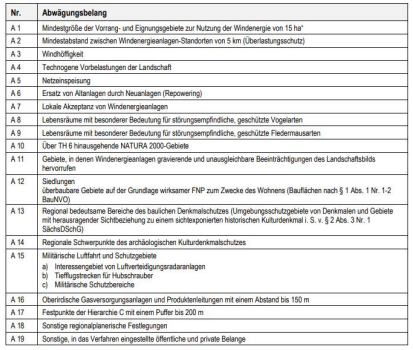 Nr. Abwägungsbelang
A 1 Mindestgröße der Vorrang- und Eignungsgebiete zur Nutzung der Windenergie von 15 ha*
A 2 Mindestabstand zwischen Windenergieanlagen-Standorten von 5 km (Überlastungsschutz)
A 3 Windhöffigkeit
A 4 Technogene Vorbelastungen der Landschaft
A 5 Netzeinspeisung
A 6 Ersatz von Altanlagen durch Neuanlagen (Repowering)
A 7 Lokale Akzeptanz von Windenergieanlagen
A 8 Lebensräume mit besonderer Bedeutung für störungsempfindliche, geschützte Vogelarten
A 9 Lebensräume mit besonderer Bedeutung für störungsempfindliche, geschützte Fledermausarten
A 10 Über TH 6 hinausgehende NATURA 2000-Gebiete
A 11 Gebiete, in denen Windenergieanlagen gravierende und unausgleichbare Beeinträchtigungen des Landschaftsbilds
hervorrufen
A 12 Siedlungen
überbaubare Gebiete auf der Grundlage wirksamer FNP zum Zwecke des Wohnens (Bauflächen nach § 1 Abs. 1 Nr. 1-2
BauNVO)
A 13 Regional bedeutsame Bereiche des baulichen Denkmalschutzes (Umgebungsschutzgebiete von Denkmalen und Gebiete
mit herausragender Sichtbeziehung zu einem sichtexponierten historischen Kulturdenkmal i. S. v. § 2 Abs. 3 Nr. 1
SächsDSchG)
A 14 Regionale Schwerpunkte des archäologischen Kulturdenkmalschutzes
A 15 Militärische Luftfahrt und Schutzgebiete
a) Interessengebiet von Luftverteidigungsradaranlagen
b) Tiefflugstrecken für Hubschrauber
c) Militärische Schutzbereiche
A 16 Oberirdische Gasversorgungsanlagen und Produktenleitungen mit einem Abstand bis 150 m
A 17 Festpunkte der Hierarchie C mit einem Puffer bis 200 m
A 18 Sonstige regionalplanerische Festlegungen
A 19 Sonstige, in das Verfahren eingestellte öffentliche und private Belange